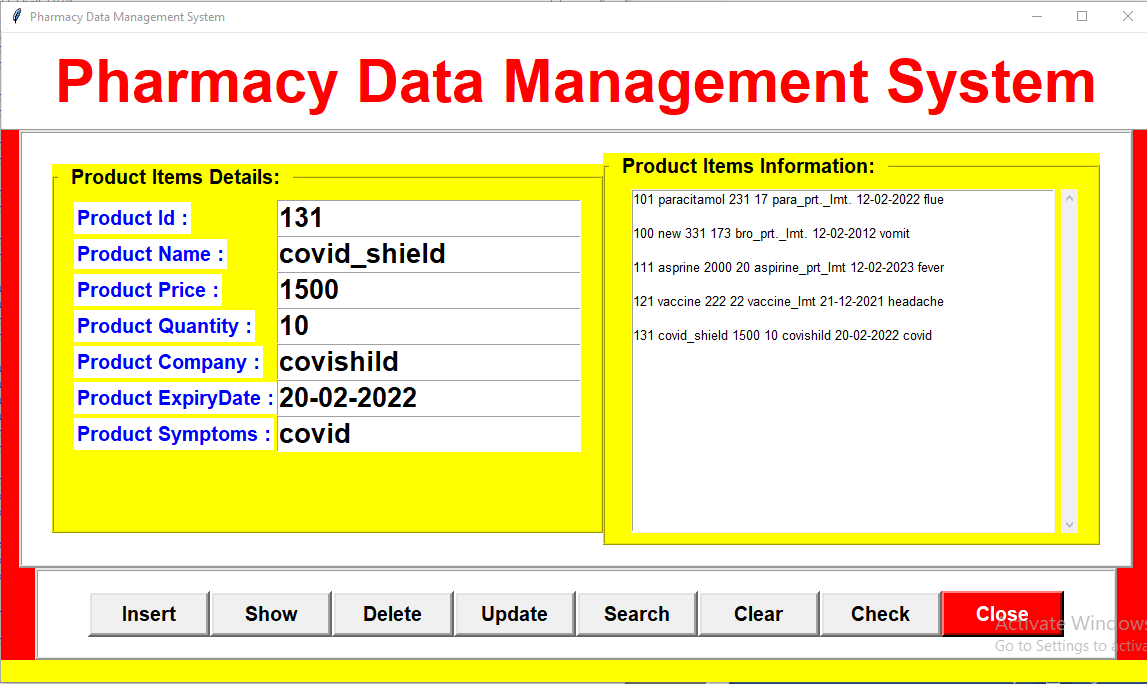 Pharmacy Data Management System
Pharmacy Data Management System
Product Items Details:
Product Id : 131
Product Name : covid_shield
Product Price : 1500
Product Quantity : 10
Product Company : covishild
Product ExpiryDate : 20-02-2022
Product Symptoms : covid
Product Items Information:
101 paracitamol 231 17 para_prt._lmt. 12-02-2022 flue
100 new 331 173 bro_prt._lmt. 12-02-2012 vomit
111 asprine 2000 20 aspirine_prt_lmt 12-02-2023 fever
121 vaccine 222 22 vaccine_lmt 21-12-2021 headache
131 covid_shield 1500 10 covishild 20-02-2022 covid
Insert Show Delete Update Search Clear Check Close
Activate Windows
Go to Settings to activa